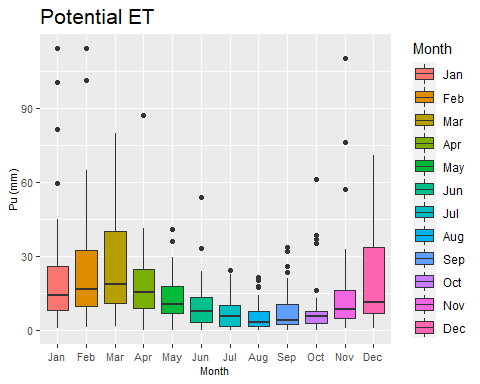 Potential ET
Pu (mm)
90
60
30
0
Jan Feb Mar Apr May Jun Jul Aug Sep Oct Nov Dec
Month
Month
Jan
Feb
Mar
Apr
May
Jun
Jul
Aug
Sep
Oct
Nov
Dec